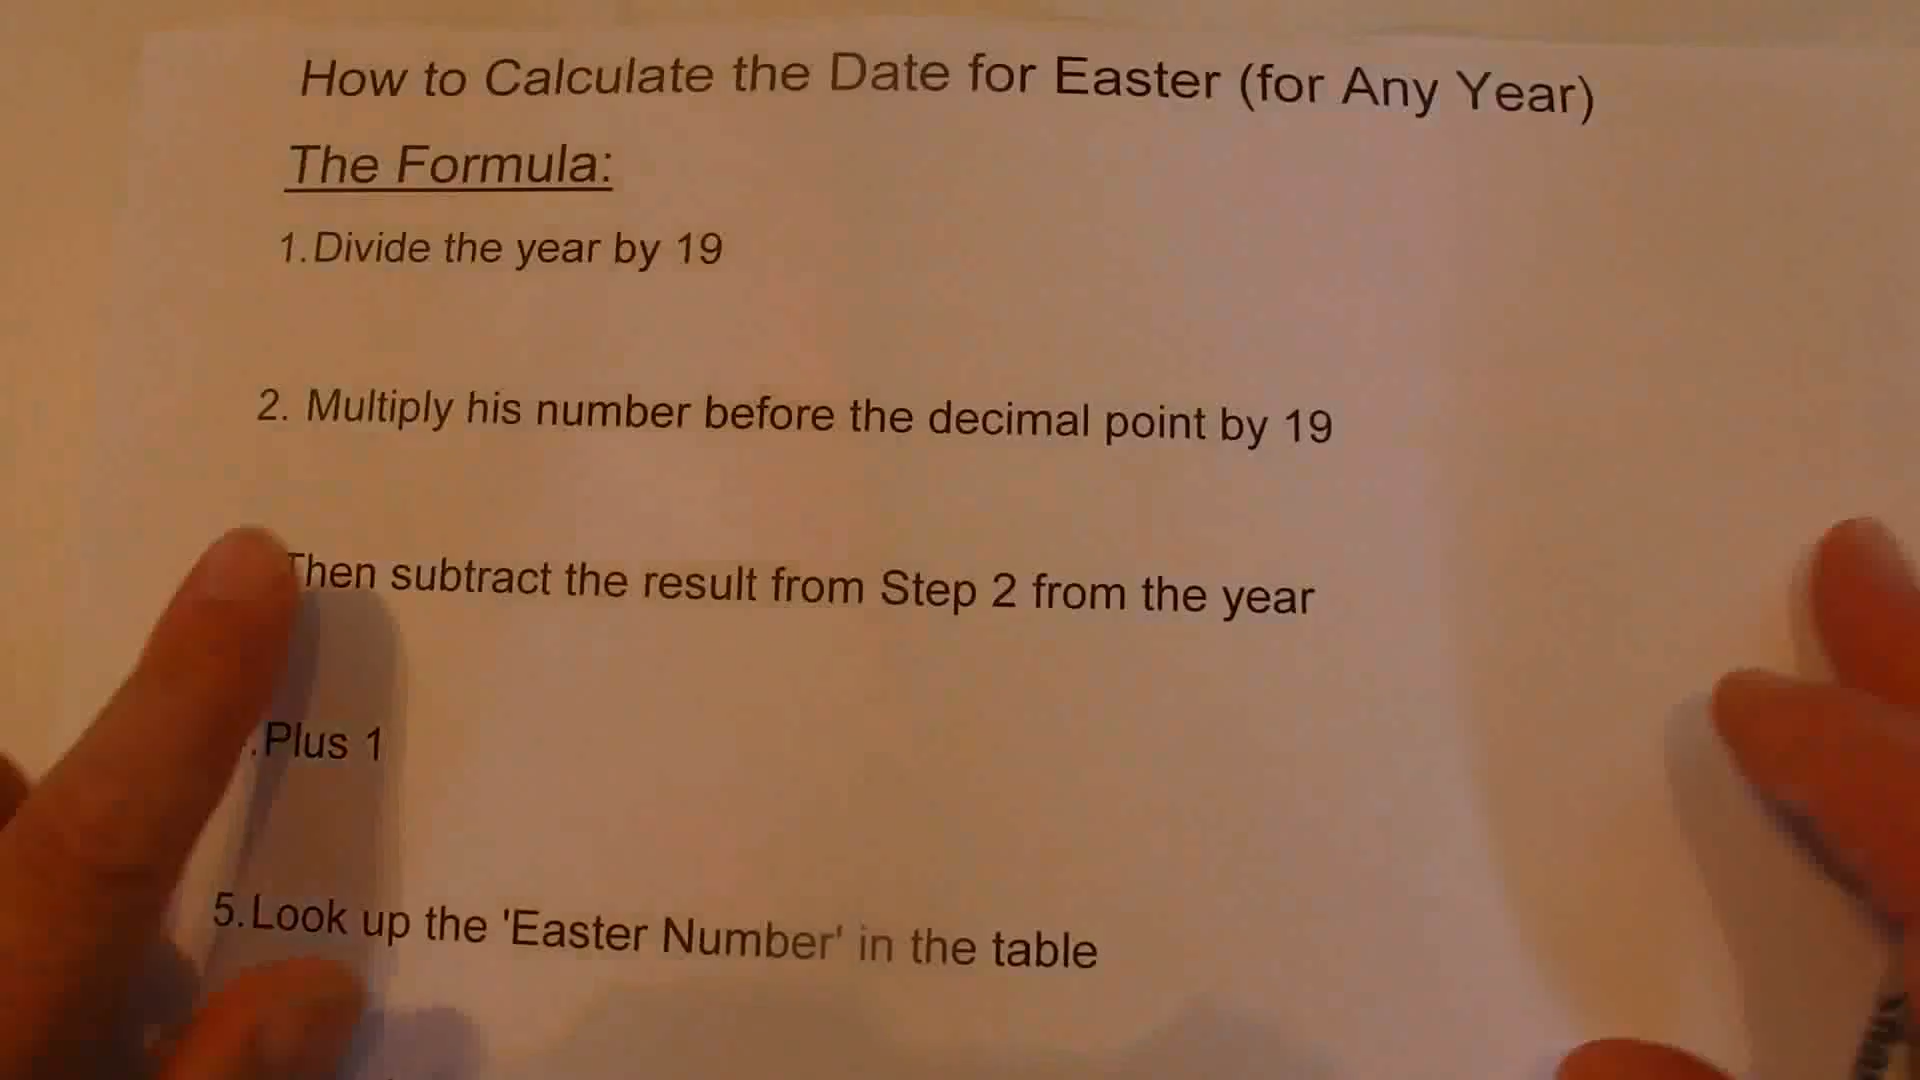 How to Calculate the Date for Easter (for Any Year)
The Formula:
1.Divide the year by 19
2. Multiply his number before the decimal point by 19
Then subtract the result from Step 2 from the year
.Plus 1
5.Look up the 'Easter Number' in the table